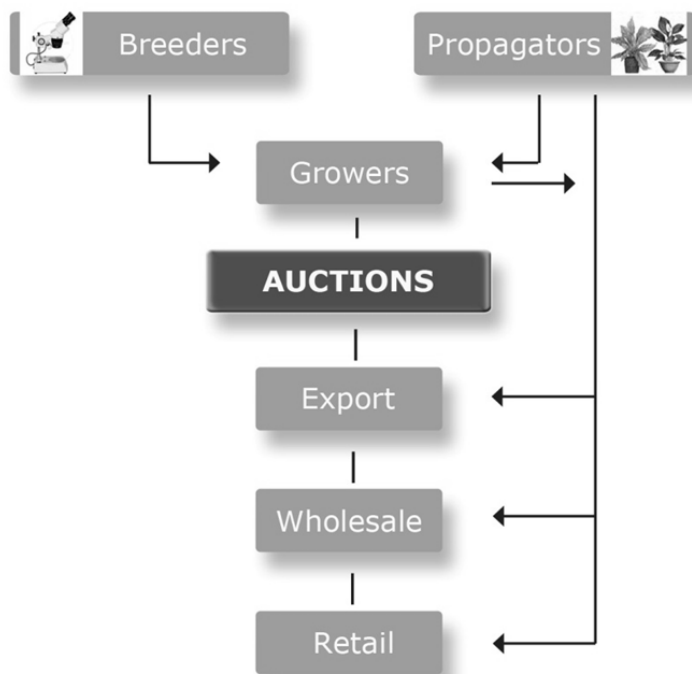 Breeders
Propagators
Growers
AUCTIONS
Export
Wholesale
Retail